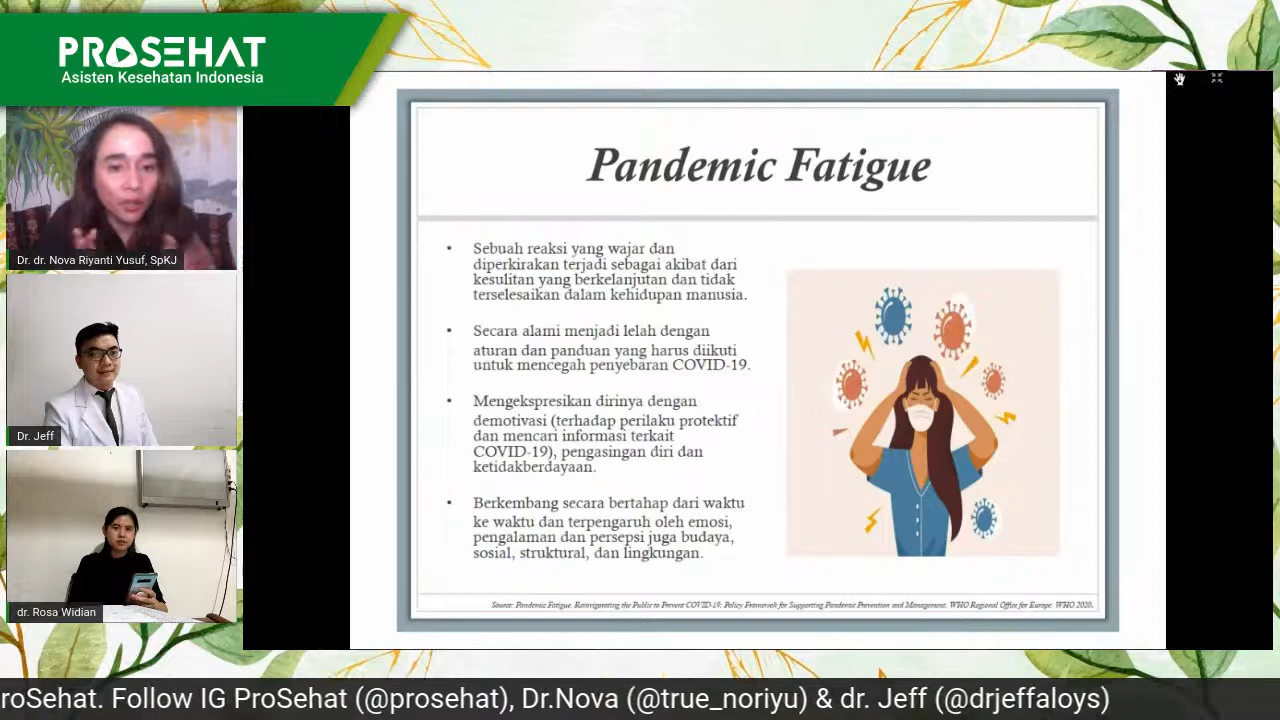 PROSEHAT
Asisten Kesehatan Indonesia
Dr. dr. Nova Riyanti Yusuf, SpKJ
Dr. Jeff
dr. Rosa Widian
Pandemic Fatigue
• Sebuah reaksi yang wajar dan
diperkirakan terjadi sebagai akibat dari
kesulitan yang berkelanjutan dan tidak
terselesaikan dalam kehidupan manusia.
• Secara alami menjadi lelah dengan
aturan dan panduan yang harus diikuti
untuk mencegah penyebaran COVID-19.
• Mengekspresikan dirinya dengan
demotivasi (terhadap perilaku protektif
dan mencari informasi terkait
COVID-19), pengasingan diri dan
ketidakberdayaan.
• Berkembang secara bertahap dari waktu
ke waktu dan terpengaruh oleh emosi,
pengalaman dan persepsi juga budaya,
sosial, struktural, dan lingkungan.
Source: Pandemic Fatigue. Reinvigorating the Public to Prevent COVID-19: Policy Framework for Supporting Pandemic Prevention and Management. WHO Regional Office for Europe. WHO 2020.
roSehat. Follow IG ProSehat (@prosehat), Dr.Nova (@true_noriyu) & dr. Jeff (@drjeffaloys)